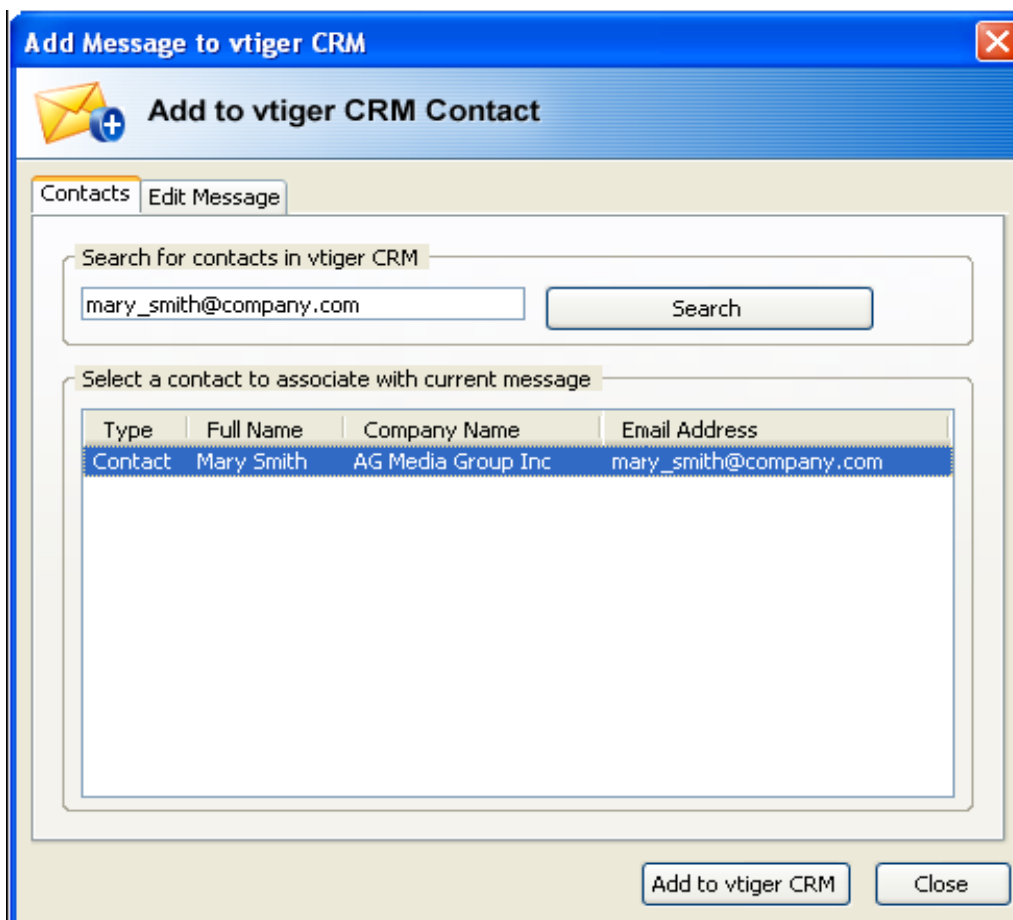 Add Message to vtiger CRM
Add to vtiger CRM Contact
Contacts Edit Message
Search for contacts in vtiger CRM
mary_smith@company.com Search
Select a contact to associate with current message
Type Full Name Company Name Email Address
Contact Mary Smith AG Media Group Inc mary_smith@company.com
Add to vtiger CRM Close